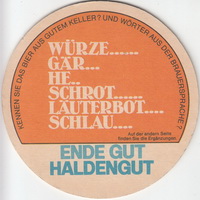 KENNEN SIE DAS BIER AUS GUTEM KELLER? UND WÖRTER AUS DER BRAUERSPRACHE?
WÜRZE.....
GÄR...
HE..
SCHROT......
LÄUTERBOT....
SCHLAU....
Auf der andern Seite
finden Sie die Ergänzungen.
ENDE GUT
HALDENGUT